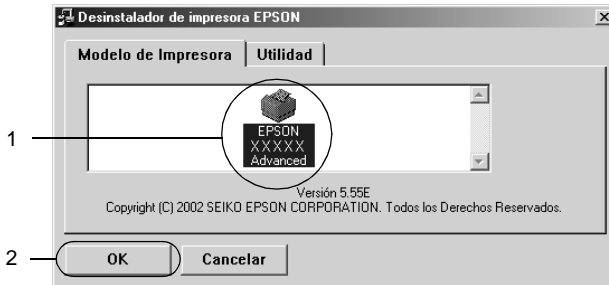 Desinstalador de impresora EPSON
Modelo de Impresora Utilidad
1
EPSON
XXXXX
Advanced
Versión 5.55E
Copyright (C) 2002 SEIKO EPSON CORPORATION. Todos los Derechos Reservados.
2 OK Cancelar